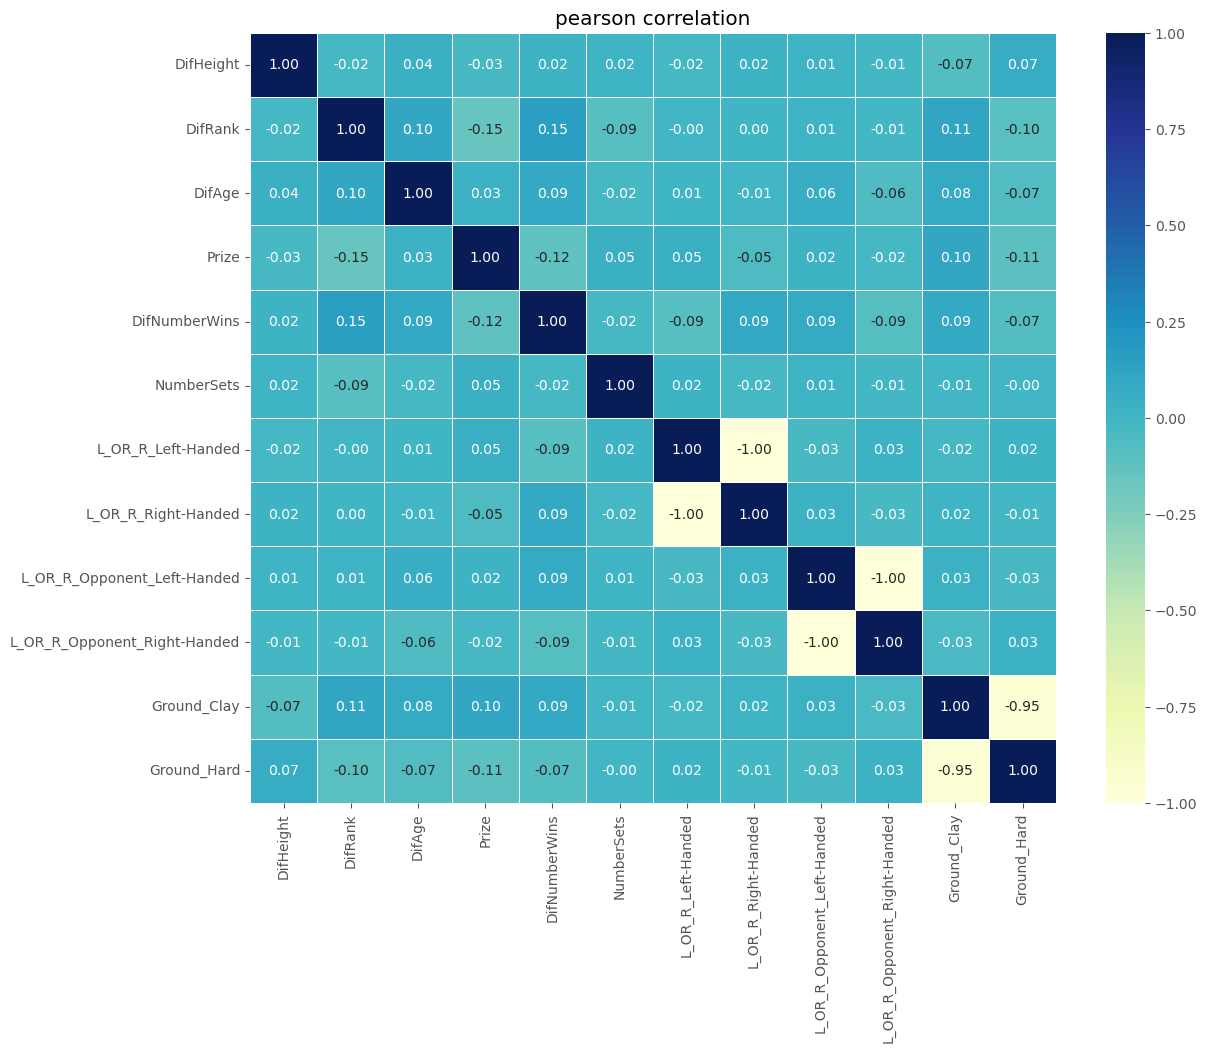 pearson correlation
DifHeight 1.00 -0.02 0.04 -0.03 0.02 0.02 -0.02 0.02 0.01 -0.01 -0.07 0.07
DifRank -0.02 1.00 0.10 -0.15 0.15 -0.09 -0.00 0.00 0.01 -0.01 0.11 -0.10
DifAge 0.04 0.10 1.00 0.03 0.09 -0.02 0.01 -0.01 0.06 -0.06 0.08 -0.07
Prize -0.03 -0.15 0.03 1.00 -0.12 0.05 0.05 -0.05 0.02 -0.02 0.10 -0.11
DifNumberWins 0.02 0.15 0.09 -0.12 1.00 -0.02 -0.09 0.09 0.09 -0.09 0.09 -0.07
NumberSets 0.02 -0.09 -0.02 0.05 -0.02 1.00 0.02 -0.02 0.01 -0.01 -0.01 -0.00
L_OR_R_Left-Handed -0.02 -0.00 0.01 0.05 -0.09 0.02 1.00 -1.00 -0.03 0.03 -0.02 0.02
L_OR_R_Right-Handed 0.02 0.00 -0.01 -0.05 0.09 -0.02 -1.00 1.00 0.03 -0.03 0.02 -0.01
L_OR_R_Opponent_Left-Handed 0.01 0.01 0.06 0.02 0.09 0.01 -0.03 0.03 1.00 -1.00 0.03 -0.03
L_OR_R_Opponent_Right-Handed -0.01 -0.01 -0.06 -0.02 -0.09 -0.01 0.03 -0.03 -1.00 1.00 -0.03 0.03
Ground_Clay -0.07 0.11 0.08 0.10 0.09 -0.01 -0.02 0.02 0.03 -0.03 1.00 -0.95
Ground_Hard 0.07 -0.10 -0.07 -0.11 -0.07 -0.00 0.02 -0.01 -0.03 0.03 -0.95 1.00
DifHeight
DifRank
DifAge
Prize
DifNumberWins
NumberSets
L_OR_R_Left-Handed
L_OR_R_Right-Handed
L_OR_R_Opponent_Left-Handed
L_OR_R_Opponent_Right-Handed
Ground_Clay
Ground_Hard
1.00
0.75
0.50
0.25
0.00
−0.25
−0.50
−0.75
−1.00